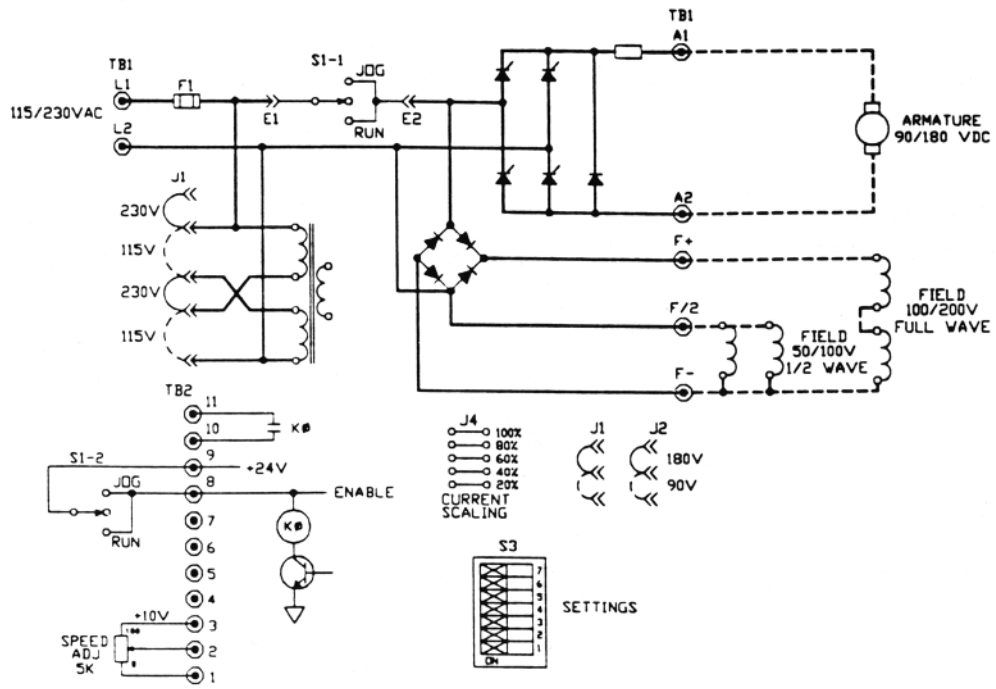 TB1
A1
S1-1
JOG
TB1
L1
F1
E1
E2
RUN
115/230VAC
L2
ARMATURE
90/180 VDC
J1
230V
115V
230V
115V
A2
F+
F/2
F-
FIELD
100/200V
FULL WAVE
FIELD
50/100V
1/2 WAVE
TB2
11
10
KØ
9
+24V
S1-2
JOG
8
ENABLE
RUN
7
KØ
6
5
4
3
+10V
100
SPEED
ADJ
5K
2
0
1
J4
100%
80%
60%
40%
20%
CURRENT
SCALING
J1
J2
180V
90V
S3
7
6
5
4
3
2
1
ON
SETTINGS